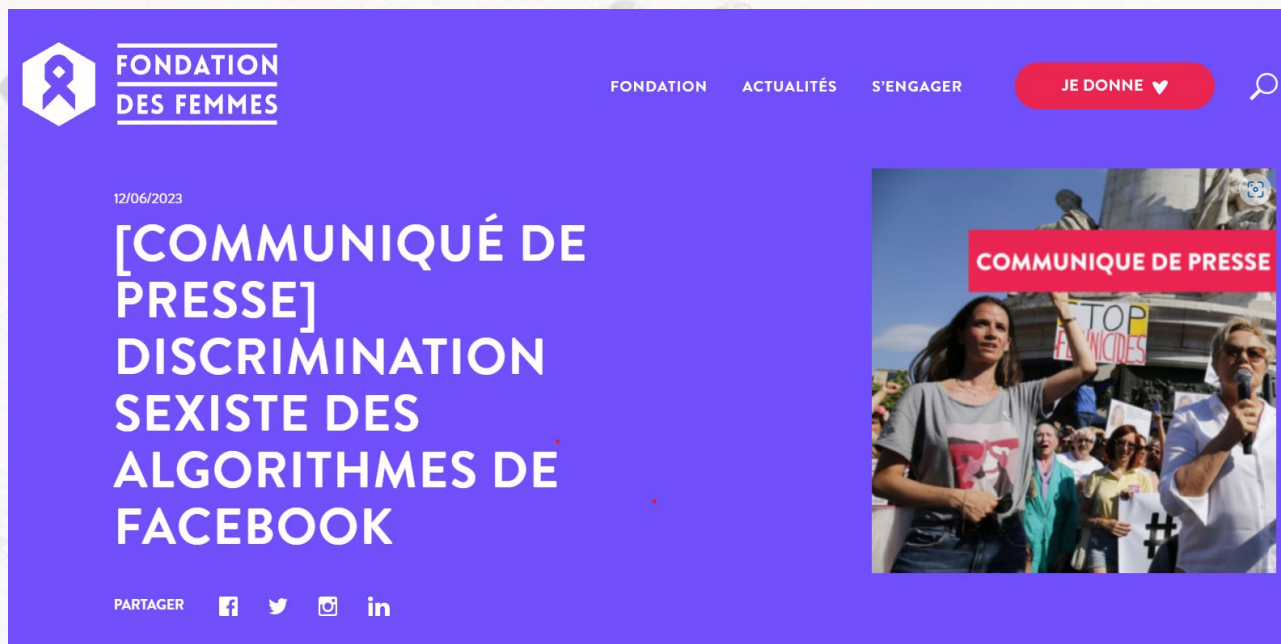 FONDATION
DES FEMMES
FONDATION ACTUALITÉS S'ENGAGER JE DONNE
12/06/2023
[COMMUNIQUÉ DE
PRESSE]
DISCRIMINATION
SEXISTE DES
ALGORITHMES DE
FACEBOOK
COMMUNIQUE DE PRESSE
STOP
FEMINICIDES
#
PARTAGER